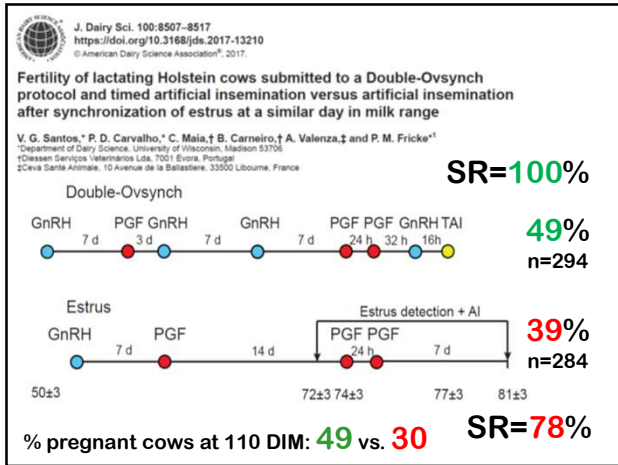 J. Dairy Sci. 100:8507–8517
https://doi.org/10.3168/jds.2017-13210
© American Dairy Science Association®, 2017.
Fertility of lactating Holstein cows submitted to a Double-Ovsynch
protocol and timed artificial insemination versus artificial insemination
after synchronization of estrus at a similar day in milk range
V. G. Santos,* P. D. Carvalho,* C. Maia,† B. Carneiro,† A. Valenza,‡ and P. M. Fricke*¹
*Department of Dairy Science, University of Wisconsin, Madison 53706
†Diessen Serviços Veterinários Lda, 7001 Evora, Portugal
‡Ceva Santé Animale, 10 Avenue de la Ballastiere, 33500 Libourne, France
SR=100%
Double-Ovsynch
GnRH PGF GnRH GnRH PGF PGF GnRH TAI
7 d 3 d 7 d 7 d 24 h 32 h 16h
49%
n=294
Estrus
Estrus detection + AI
GnRH PGF PGF PGF
7 d 14 d 24 h 7 d
39%
n=284
50±3 72±3 74±3 77±3 81±3
SR=78%
% pregnant cows at 110 DIM: 49 vs. 30